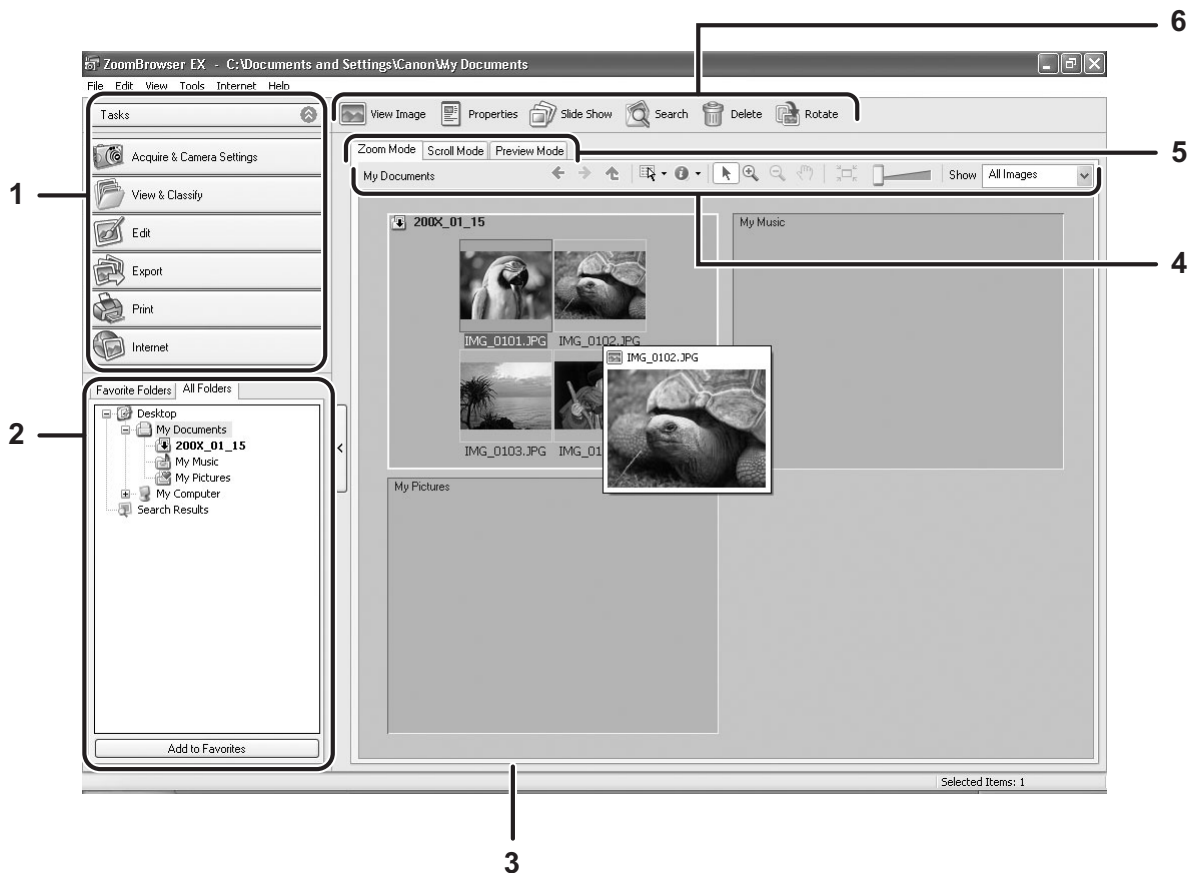 6
ZoomBrowser EX - C:\Documents and Settings\Canon\My Documents
File Edit View Tools Internet Help
Tasks
View Image Properties Slide Show Search Delete Rotate
Acquire & Camera Settings
View & Classify
Edit
Export
Print
Internet
1
Zoom Mode Scroll Mode Preview Mode
5
My Documents Show All Images
4
200X_01_15
My Music
IMG_0101.JPG IMG_0102.JPG
IMG_0102.JPG
IMG_0103.JPG IMG_01
My Pictures
Favorite Folders All Folders
2
Desktop
My Documents
200X_01_15
My Music
My Pictures
My Computer
Search Results
Add to Favorites
Selected Items: 1
3